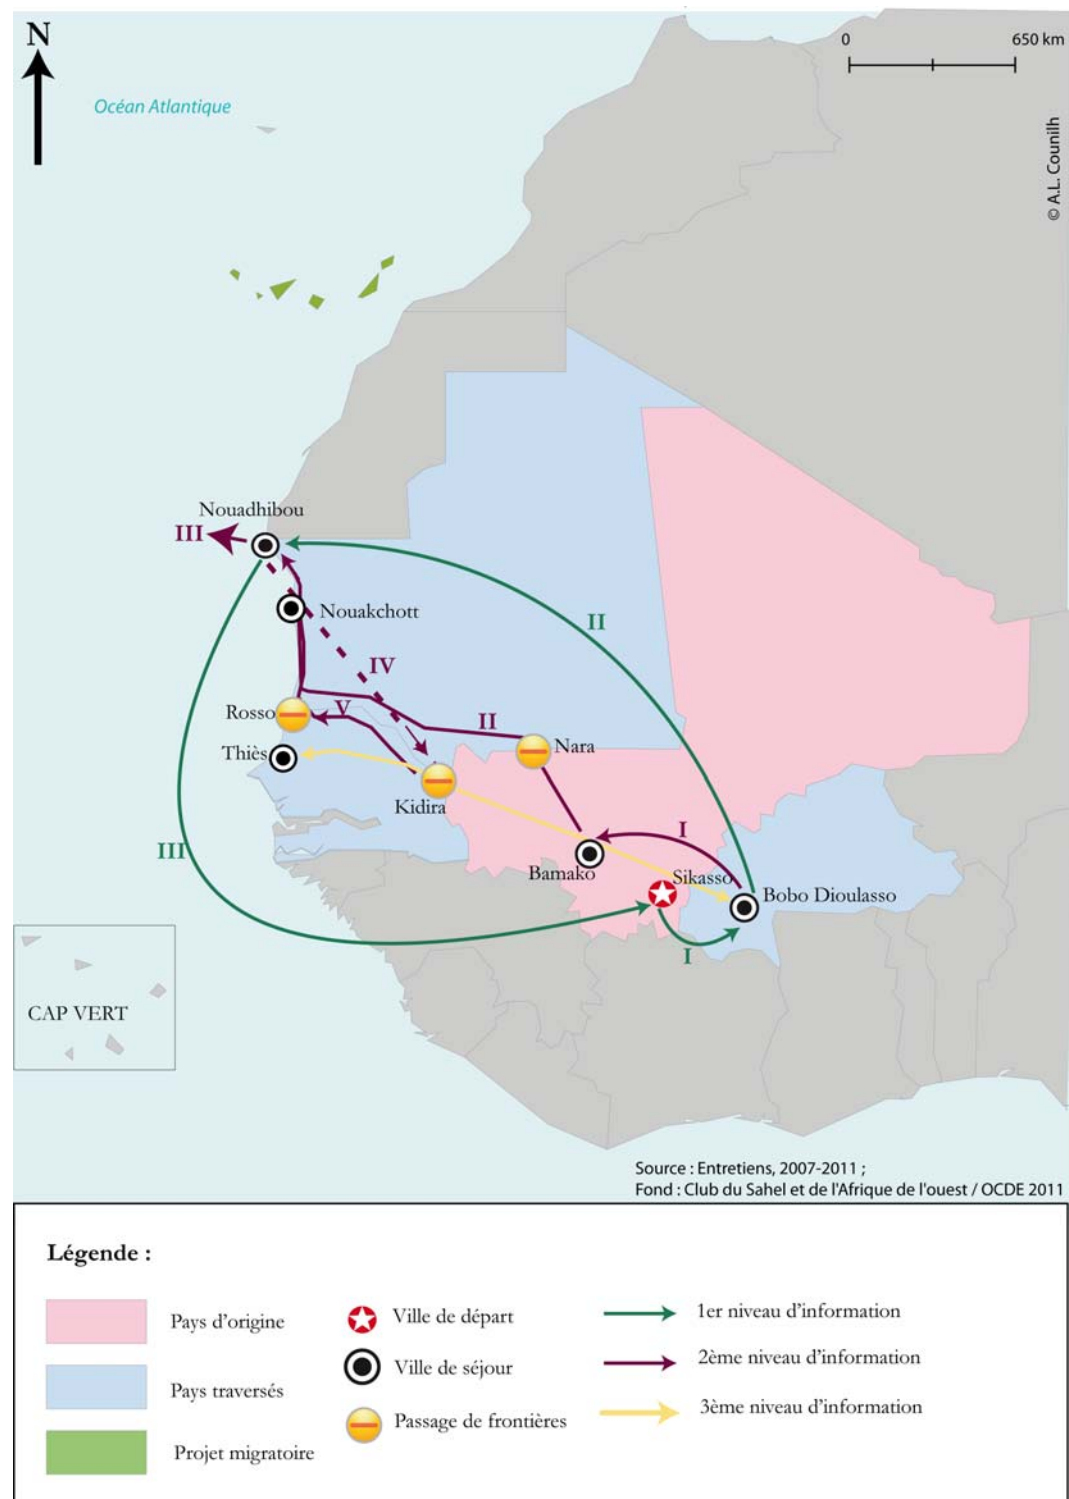 N
0 650 km
Océan Atlantique
© A.L. Counilh
Nouadhibou
III
Nouakchott
II
IV
Rosso
V
II
Nara
Thiès
Kidira
I
III
Bamako
Sikasso
Bobo Dioulasso
I
CAP VERT
Source : Entretiens, 2007-2011 ;
Fond : Club du Sahel et de l'Afrique de l'ouest / OCDE 2011
Légende :
Pays d'origine
Pays traversés
Projet migratoire
Ville de départ
Ville de séjour
Passage de frontières
1er niveau d'information
2ème niveau d'information
3ème niveau d'information